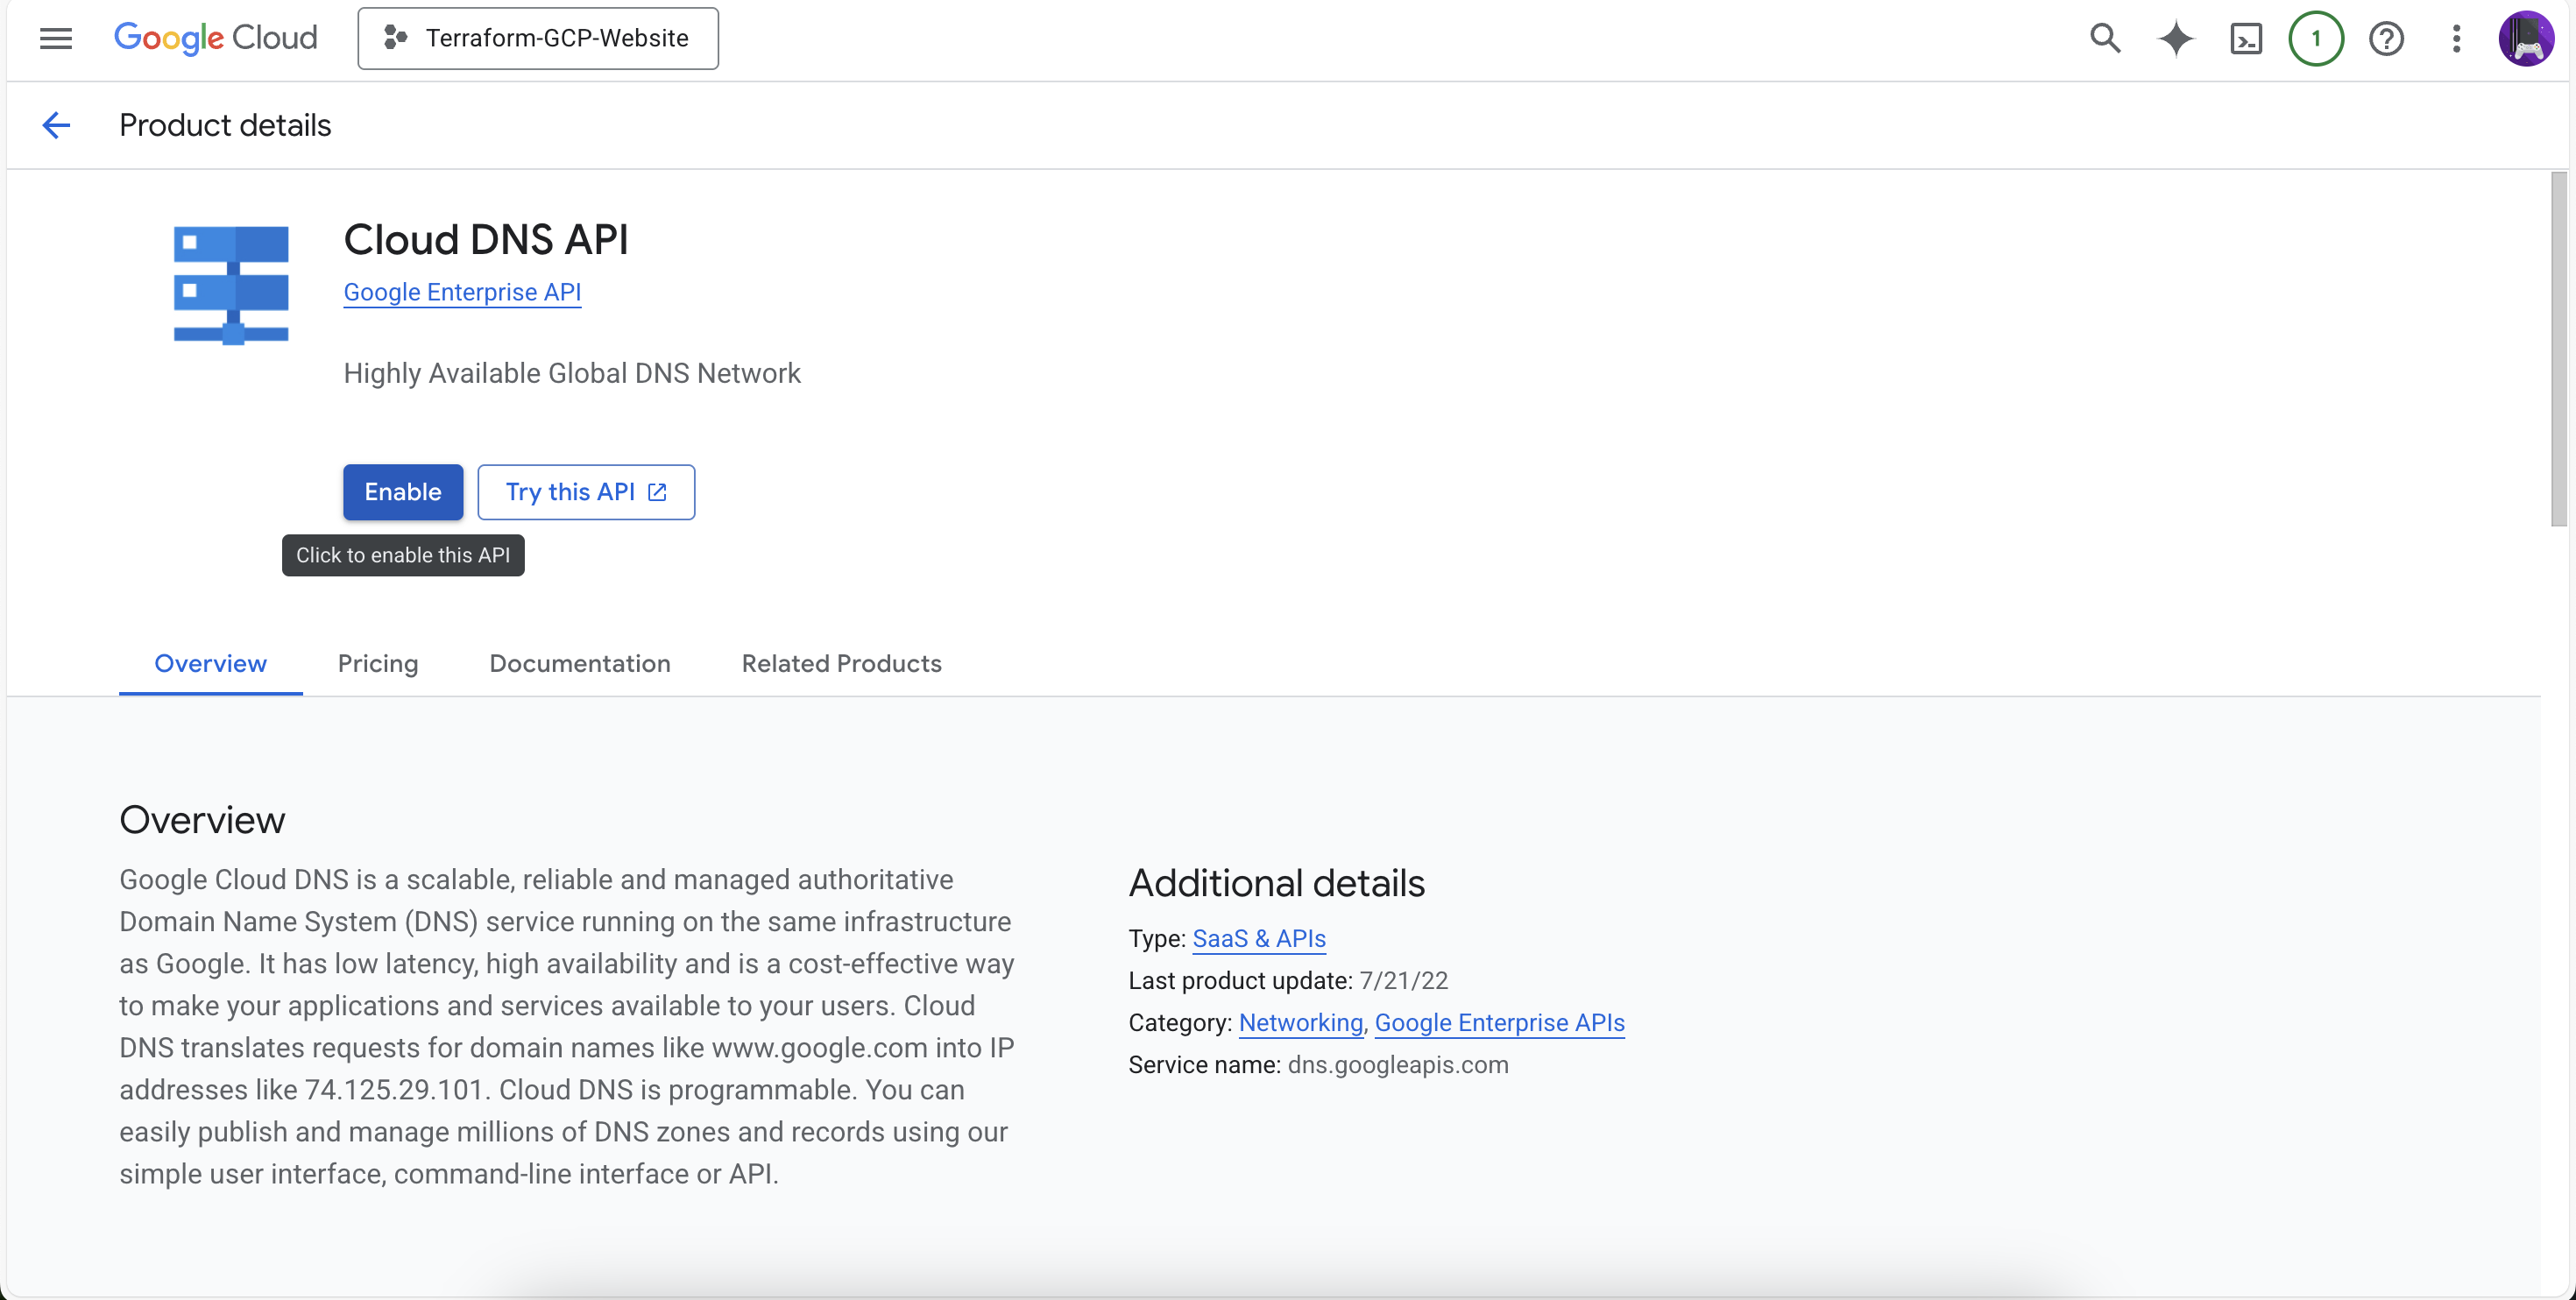 Google Cloud
Terraform-GCP-Website
1
Product details
Cloud DNS API
Google Enterprise API
Highly Available Global DNS Network
Enable
Try this API
Click to enable this API
Overview
Pricing
Documentation
Related Products
Overview
Google Cloud DNS is a scalable, reliable and managed authoritative
Domain Name System (DNS) service running on the same infrastructure
as Google. It has low latency, high availability and is a cost-effective way
to make your applications and services available to your users. Cloud
DNS translates requests for domain names like www.google.com into IP
addresses like 74.125.29.101. Cloud DNS is programmable. You can
easily publish and manage millions of DNS zones and records using our
simple user interface, command-line interface or API.
Additional details
Type: SaaS & APIs
Last product update: 7/21/22
Category: Networking, Google Enterprise APIs
Service name: dns.googleapis.com